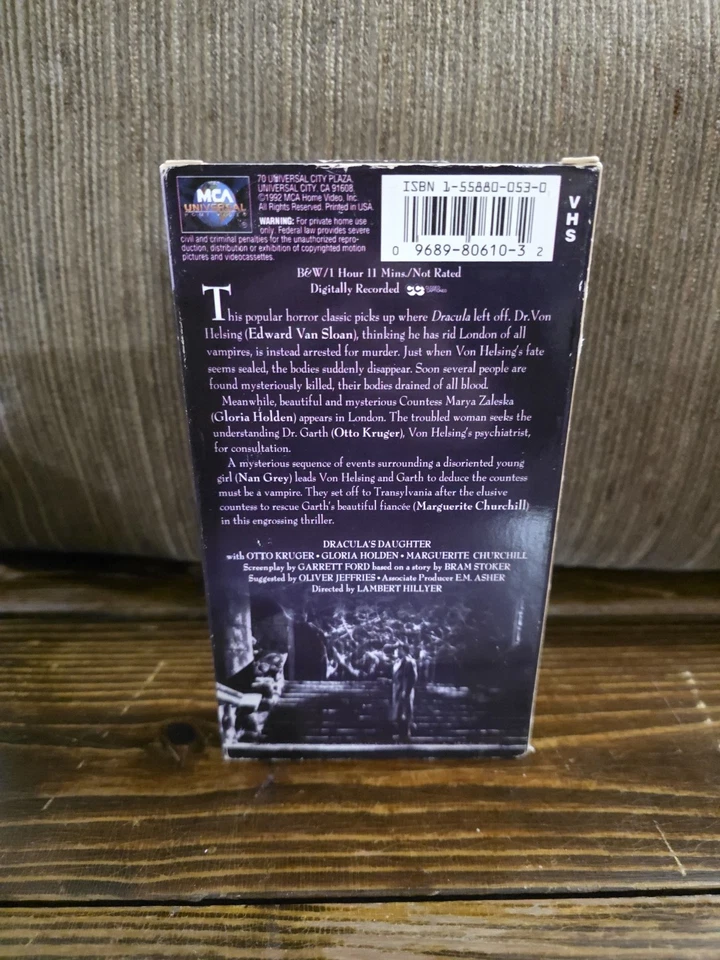 MCA
UNIVERSAL
HOME VIDEO
70 UNIVERSAL CITY PLAZA,
UNIVERSAL CITY, CA 91608.
©1992 MCA Home Video, Inc.
All Rights Reserved. Printed in USA.
WARNING: For private home use
only. Federal law provides severe
civil and criminal penalties for the unauthorized repro-
duction, distribution or exhibition of copyrighted motion
pictures and videocassettes.
ISBN 1-55880-053-0
0 9689-80610-3 2
VHS
B&W/1 Hour 11 Mins./Not Rated
Digitally Recorded
This popular horror classic picks up where Dracula left off. Dr. Von
Helsing (Edward Van Sloan), thinking he has rid London of all
vampires, is instead arrested for murder. Just when Von Helsing's fate
seems sealed, the bodies suddenly disappear. Soon several people are
found mysteriously killed, their bodies drained of all blood.
Meanwhile, beautiful and mysterious Countess Marya Zaleska
(Gloria Holden) appears in London. The troubled woman seeks the
understanding Dr. Garth (Otto Kruger), Von Helsing's psychiatrist,
for consultation.
A mysterious sequence of events surrounding a disoriented young
girl (Nan Grey) leads Von Helsing and Garth to deduce the countess
must be a vampire. They set off to Transylvania after the elusive
countess to rescue Garth's beautiful fiancée (Marguerite Churchill)
in this engrossing thriller.
DRACULA'S DAUGHTER
with OTTO KRUGER • GLORIA HOLDEN • MARGUERITE CHURCHILL
Screenplay by GARRETT FORD based on a story by BRAM STOKER
Suggested by OLIVER JEFFRIES • Associate Producer E.M. ASHER
Directed by LAMBERT HILLYER